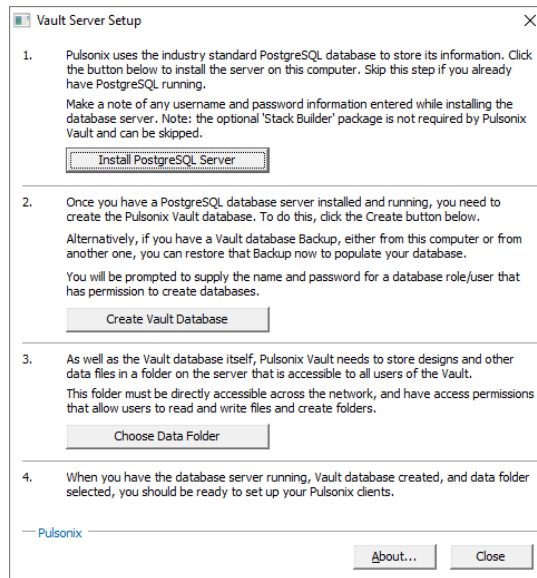 Vault Server Setup
1. Pulsonix uses the industry standard PostgreSQL database to store its information. Click
the button below to install the server on this computer. Skip this step if you already
have PostgreSQL running.
Make a note of any username and password information entered while installing the
database server. Note: the optional 'Stack Builder' package is not required by Pulsonix
Vault and can be skipped.
Install PostgreSQL Server
2. Once you have a PostgreSQL database server installed and running, you need to
create the Pulsonix Vault database. To do this, click the Create button below.
Alternatively, if you have a Vault database Backup, either from this computer or from
another one, you can restore that Backup now to populate your database.
You will be prompted to supply the name and password for a database role/user that
has permission to create databases.
Create Vault Database
3. As well as the Vault database itself, Pulsonix Vault needs to store designs and other
data files in a folder on the server that is accessible to all users of the Vault.
This folder must be directly accessible across the network, and have access permissions
that allow users to read and write files and create folders.
Choose Data Folder
4. When you have the database server running, Vault database created, and data folder
selected, you should be ready to set up your Pulsonix clients.
Pulsonix
About... Close